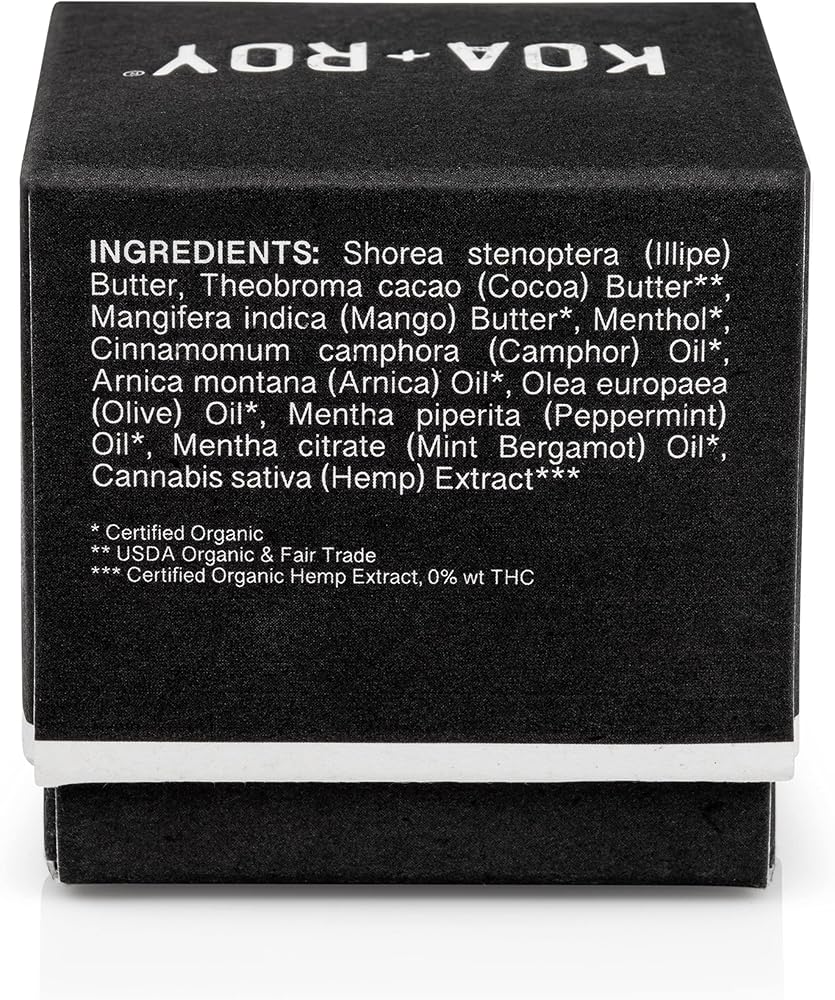 KOA+ROY®
INGREDIENTS: Shorea stenoptera (Illipe)
Butter, Theobroma cacao (Cocoa) Butter**,
Mangifera indica (Mango) Butter*, Menthol*,
Cinnamomum camphora (Camphor) Oil*,
Arnica montana (Arnica) Oil*, Olea europaea
(Olive) Oil*, Mentha piperita (Peppermint)
Oil*, Mentha citrate (Mint Bergamot) Oil*,
Cannabis sativa (Hemp) Extract***
* Certified Organic
** USDA Organic & Fair Trade
*** Certified Organic Hemp Extract, 0% wt THC